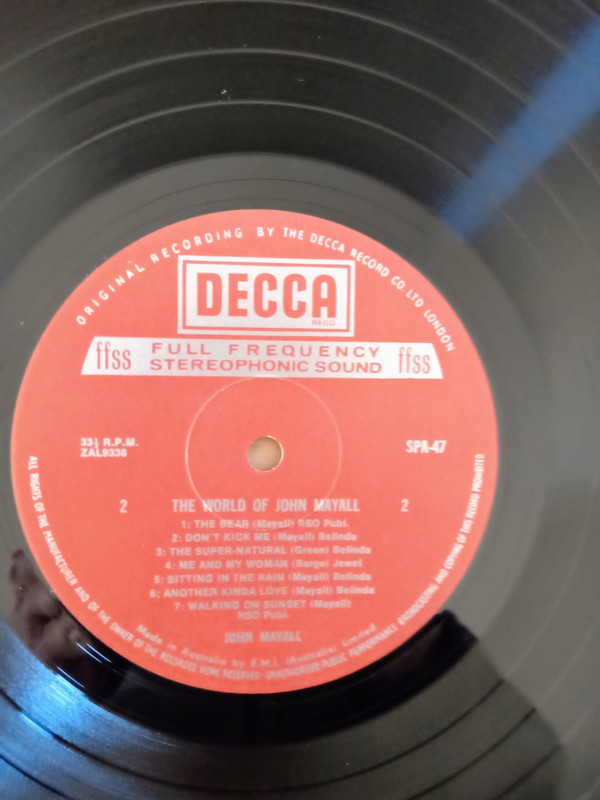 ORIGINAL RECORDING BY THE DECCA RECORD CO. LTD LONDON
DECCA
REGD
ffss FULL FREQUENCY ffss
STEREOPHONIC SOUND
33⅓ R.P.M. SPA-47
ZAL9338
2 THE WORLD OF JOHN MAYALL 2
1: THE BEAR (Mayall) RSO Publ.
2: DON'T KICK ME (Mayall) Belinda
3: THE SUPER-NATURAL (Green) Belinda
4: ME AND MY WOMAN (Barge) Jewel
5: SITTING IN THE RAIN (Mayall) Belinda
6: ANOTHER KINDA LOVE (Mayall) Belinda
7: WALKING ON SUNSET (Mayall)
RSO Publ.
JOHN MAYALL
Made in Australia by E.M.I. (Australia) Limited
ALL RIGHTS OF THE MANUFACTURER AND OF THE OWNER OF THE RECORDED WORK RESERVED · UNAUTHORISED PUBLIC PERFORMANCE BROADCASTING AND COPYING OF THIS RECORD PROHIBITED